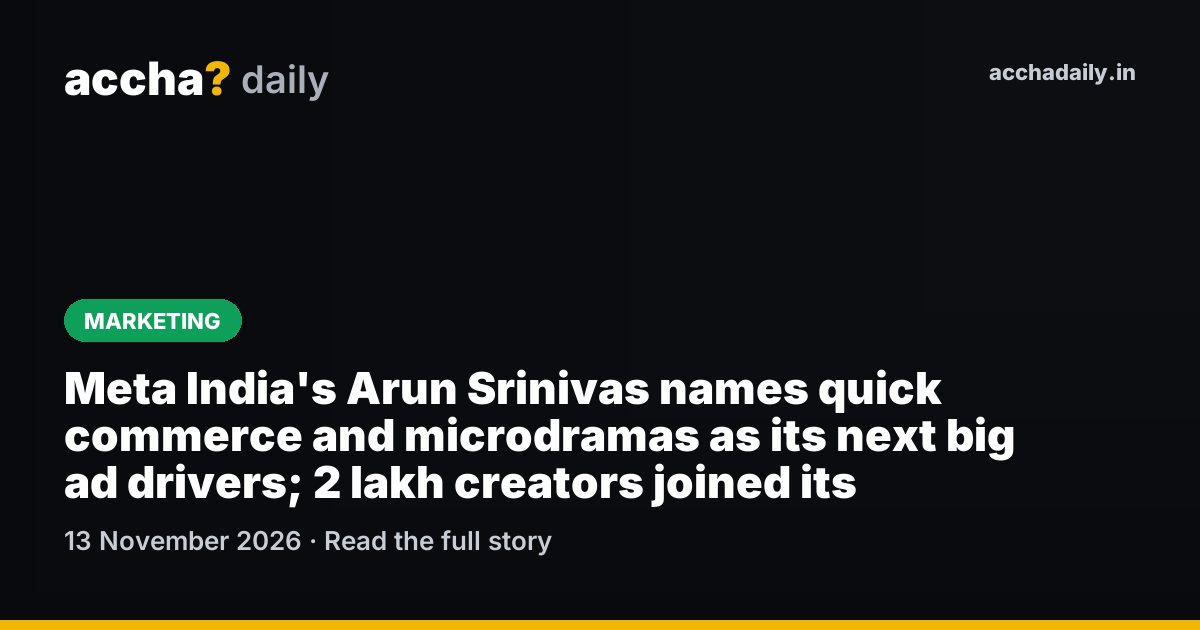 accha? daily
acchadaily.in
MARKETING
Meta India's Arun Srinivas names quick
commerce and microdramas as its next big
ad drivers; 2 lakh creators joined its
13 November 2026 · Read the full story